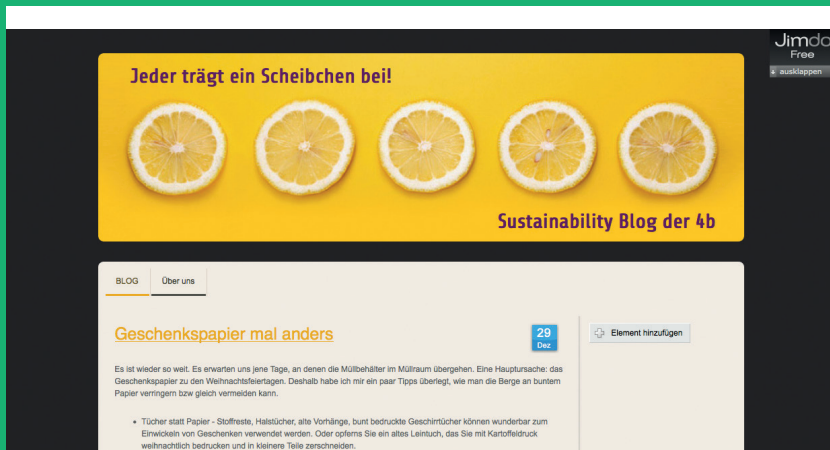 Jimdo
Free
ausklappen
Jeder trägt ein Scheibchen bei!
Sustainability Blog der 4b
BLOG
Über uns
Geschenkspapier mal anders
29
Dez
Element hinzufügen
Es ist wieder so weit. Es erwarten uns jene Tage, an denen die Müllbehälter im Müllraum übergehen. Eine Hauptursache: das
Geschenkspapier zu den Weihnachtsfeiertagen. Deshalb habe ich mir ein paar Tipps überlegt, wie man die Berge an buntem
Papier verringern bzw gleich vermeiden kann.
Tücher statt Papier - Stoffreste, Halstücher, alte Vorhänge, bunt bedruckte Geschirrtücher können wunderbar zum
Einwickeln von Geschenken verwendet werden. Oder opferns Sie ein altes Leintuch, das Sie mit Kartoffeldruck
weihnachtlich bedrucken und in kleinere Teile zerschneiden.